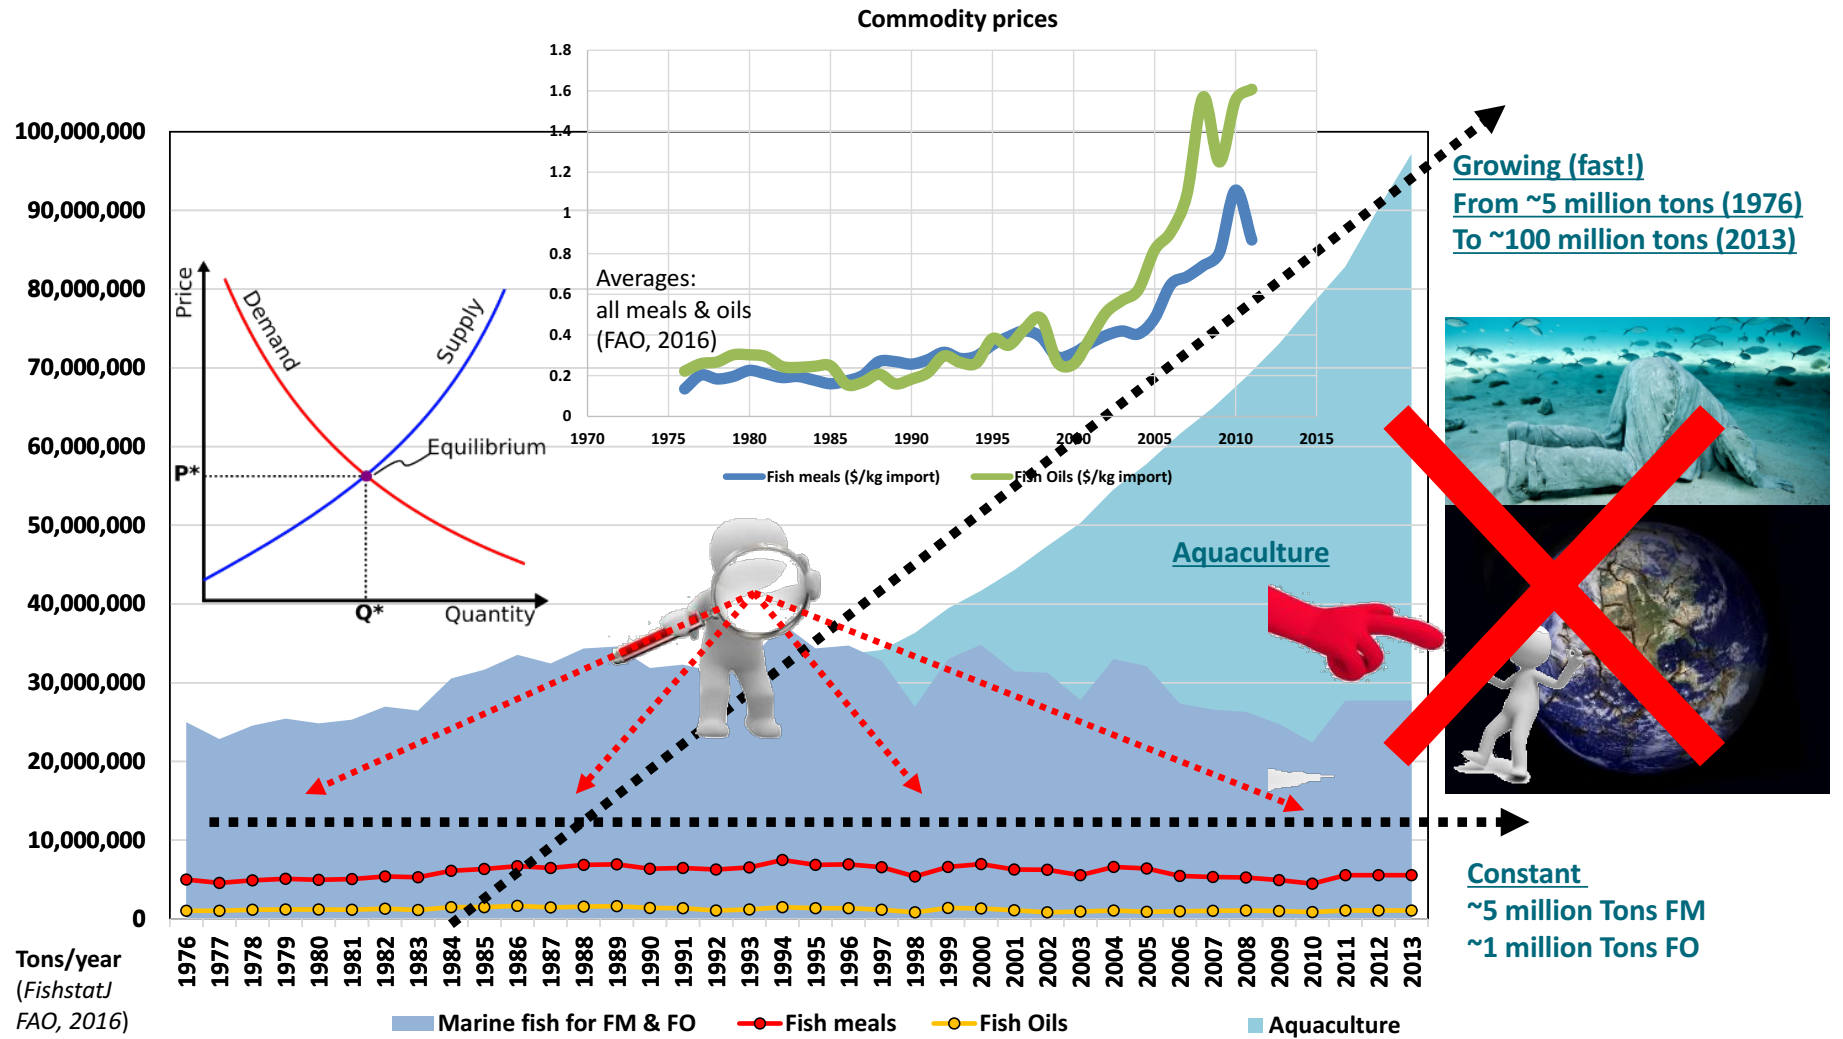 Commodity prices
1.8
1.6
1.4
1.2
1
0.8
0.6
0.4
0.2
0
1970
1975
1980
1985
1990
1995
2000
2005
2010
2015
Averages:
all meals & oils
(FAO, 2016)
Fish meals ($/kg import)
Fish Oils ($/kg import)
100,000,000
90,000,000
80,000,000
70,000,000
60,000,000
50,000,000
40,000,000
30,000,000
20,000,000
10,000,000
0
Price
Demand
Supply
Equilibrium
P*
Q*
Quantity
Growing (fast!)
From ~5 million tons (1976)
To ~100 million tons (2013)
Aquaculture
Constant
~5 million Tons FM
~1 million Tons FO
1976
1977
1978
1979
1980
1981
1982
1983
1984
1985
1986
1987
1988
1989
1990
1991
1992
1993
1994
1995
1996
1997
1998
1999
2000
2001
2002
2003
2004
2005
2006
2007
2008
2009
2010
2011
2012
2013
Tons/year
(FishstatJ
FAO, 2016)
Marine fish for FM & FO
Fish meals
Fish Oils
Aquaculture